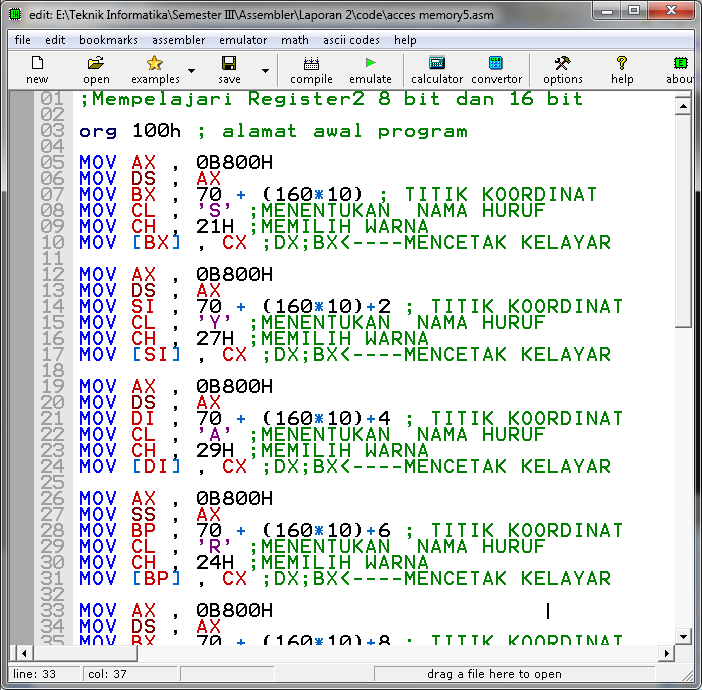 edit: E:\Teknik Informatika\Semester III\Assembler\Laporan 2\code\acces memory5.asm
file edit bookmarks assembler emulator math ascii codes help
new open examples save compile emulate calculator convertor options help abou
01 ;Mempelajari Register2 8 bit dan 16 bit
02
03 org 100h ; alamat awal program
04
05 MOV AX , 0B800H
06 MOV DS , AX
07 MOV BX , 70 + (160*10) ; TITIK KOORDINAT
08 MOV CL , 'S' ;MENENTUKAN  NAMA HURUF
09 MOV CH , 21H ;MEMILIH WARNA
10 MOV [BX] , CX ;DX;BX<----MENCETAK KELAYAR
11
12 MOV AX , 0B800H
13 MOV DS , AX
14 MOV SI , 70 + (160*10)+2 ; TITIK KOORDINAT
15 MOV CL , 'Y' ;MENENTUKAN  NAMA HURUF
16 MOV CH , 27H ;MEMILIH WARNA
17 MOV [SI] , CX ;DX;BX<----MENCETAK KELAYAR
18
19 MOV AX , 0B800H
20 MOV DS , AX
21 MOV DI , 70 + (160*10)+4 ; TITIK KOORDINAT
22 MOV CL , 'A' ;MENENTUKAN  NAMA HURUF
23 MOV CH , 29H ;MEMILIH WARNA
24 MOV [DI] , CX ;DX;BX<----MENCETAK KELAYAR
25
26 MOV AX , 0B800H
27 MOV SS , AX
28 MOV BP , 70 + (160*10)+6 ; TITIK KOORDINAT
29 MOV CL , 'R' ;MENENTUKAN  NAMA HURUF
30 MOV CH , 24H ;MEMILIH WARNA
31 MOV [BP] , CX ;DX;BX<----MENCETAK KELAYAR
32
33 MOV AX , 0B800H
34 MOV DS , AX
35 MOV BX , 70 + (160*10)+8 ; TITIK KOORDINAT
line: 33 col: 37 drag a file here to open